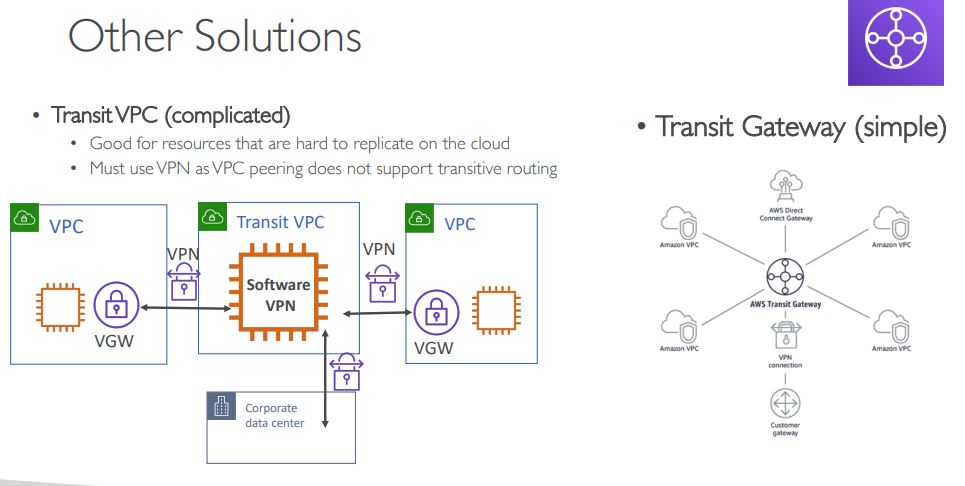 Other Solutions
• Transit VPC (complicated)
• Good for resources that are hard to replicate on the cloud
• Must use VPN as VPC peering does not support transitive routing
VPC
VPN
VGW
Transit VPC
Software
VPN
VPN
VPC
VGW
Corporate
data center
• Transit Gateway (simple)
AWS Direct
Connect Gateway
Amazon VPC
Amazon VPC
AWS Transit Gateway
Amazon VPC
Amazon VPC
VPN
connection
Customer
gateway